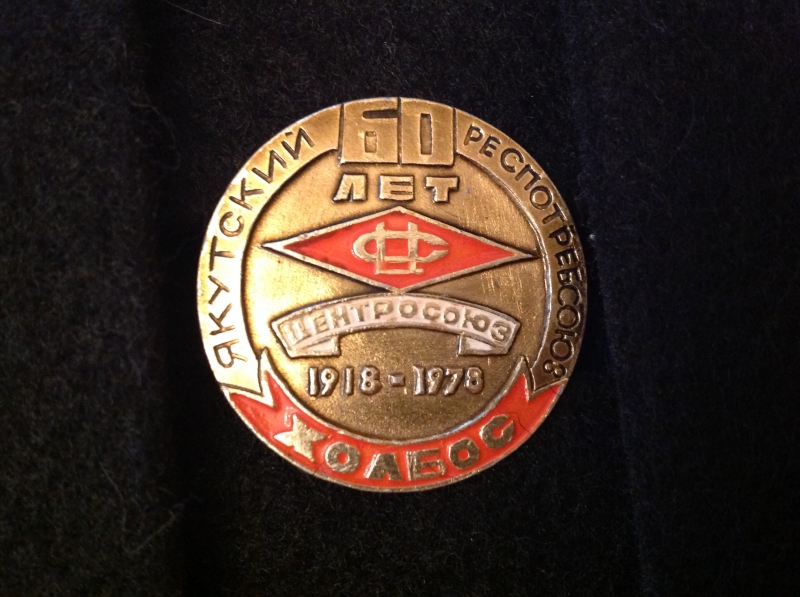 60
ЛЕТ
ЯКУТСКИЙ РЕСПОТРЕБСОЮЗ
ЦС
ЦЕНТРОСОЮЗ
1918-1978
ХОЛБОС